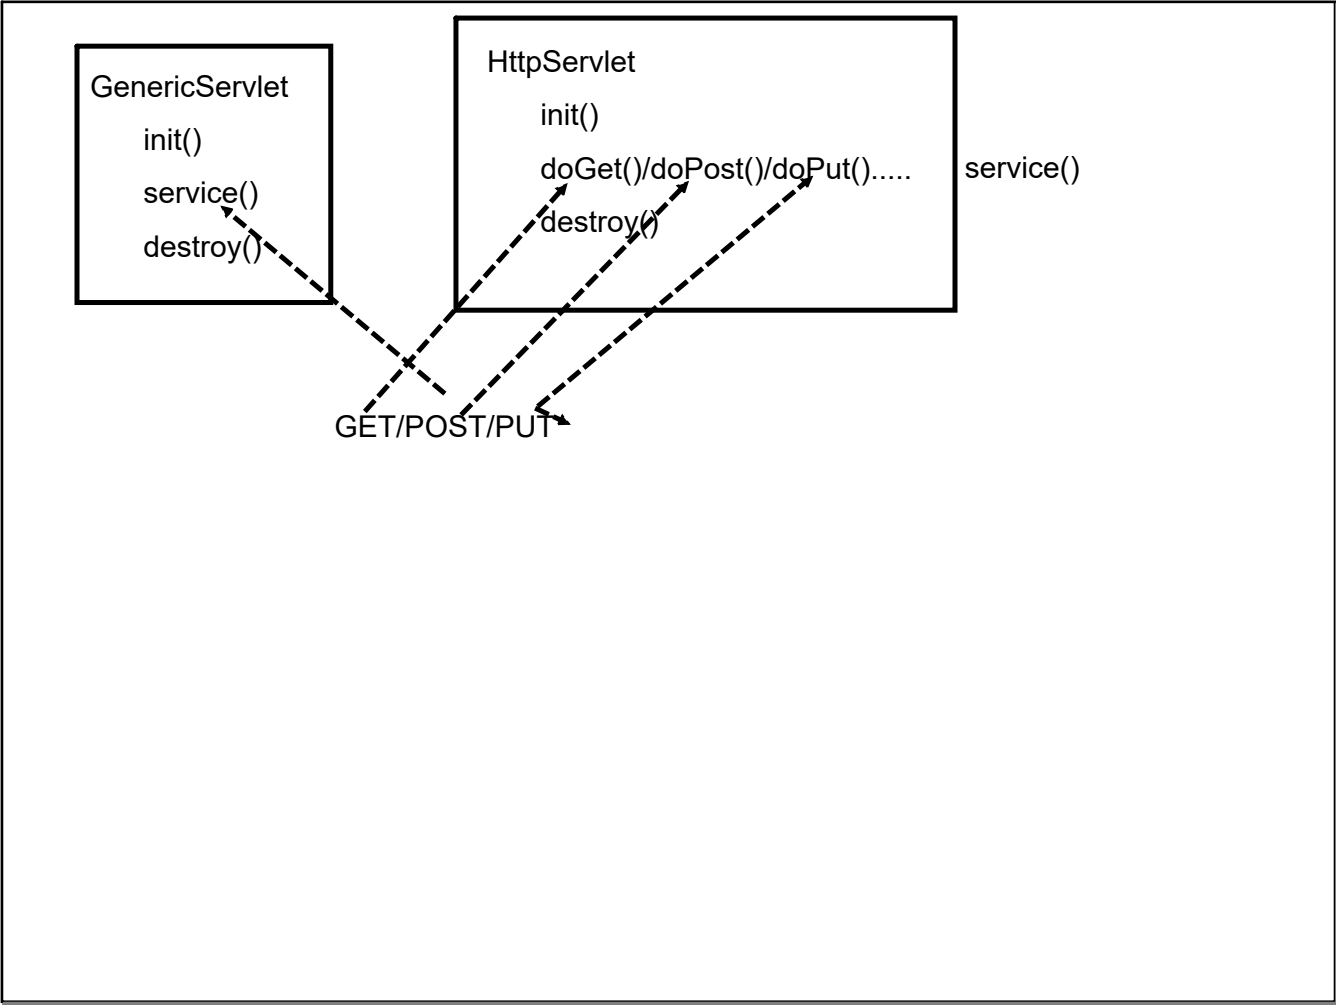 GenericServlet
init()
service()
destroy()
HttpServlet
init()
doGet()/doPost()/doPut()..... service()
destroy()
GET/POST/PUT